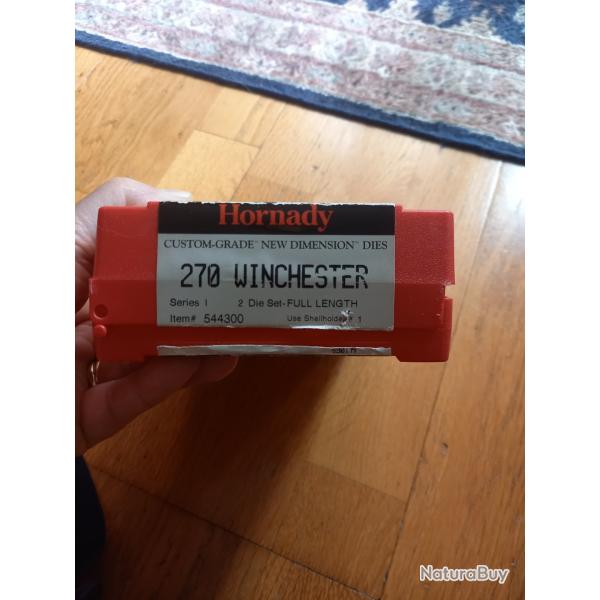 Hornady
CUSTOM-GRADE™ NEW DIMENSION™ DIES
270 WINCHESTER
Series I 2 Die Set-FULL LENGTH
Item# 544300 Use Shellholder# 1
NaturaBuy